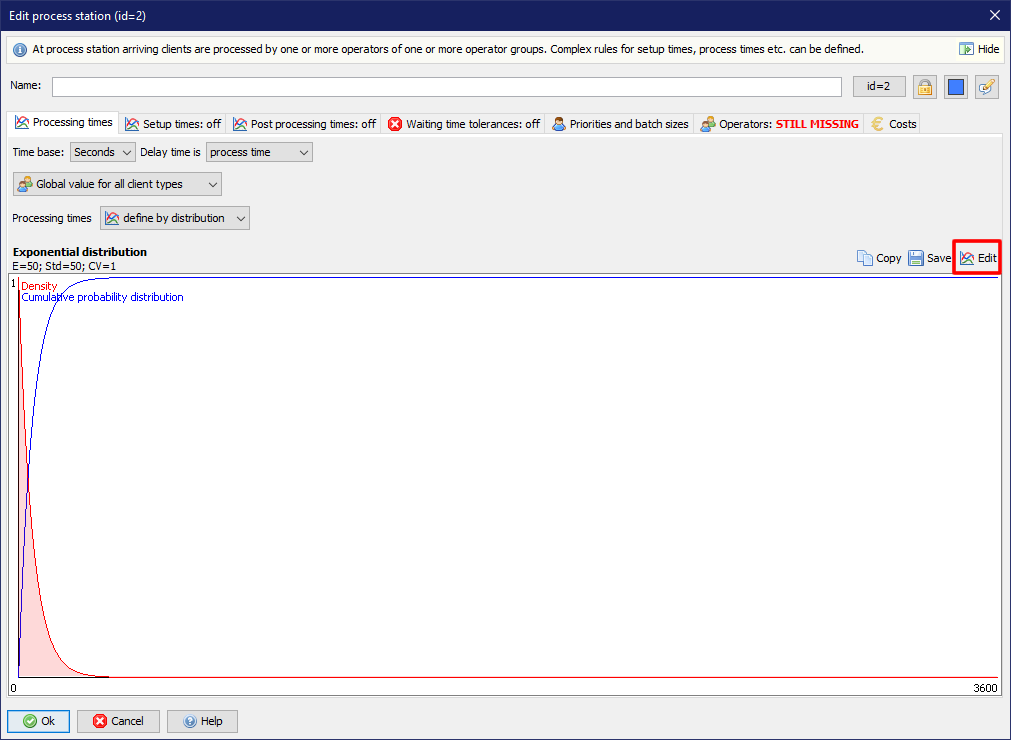 Edit process station (id=2)
At process station arriving clients are processed by one or more operators of one or more operator groups. Complex rules for setup times, process times etc. can be defined. Hide
Name: id=2
Processing times Setup times: off Post processing times: off Waiting time tolerances: off Priorities and batch sizes Operators: STILL MISSING Costs
Time base: Seconds Delay time is process time
Global value for all client types
Processing times define by distribution
Exponential distribution
E=50; Std=50; CV=1
Copy Save Edit
1
Density
Cumulative probability distribution
0 3600
Ok Cancel Help